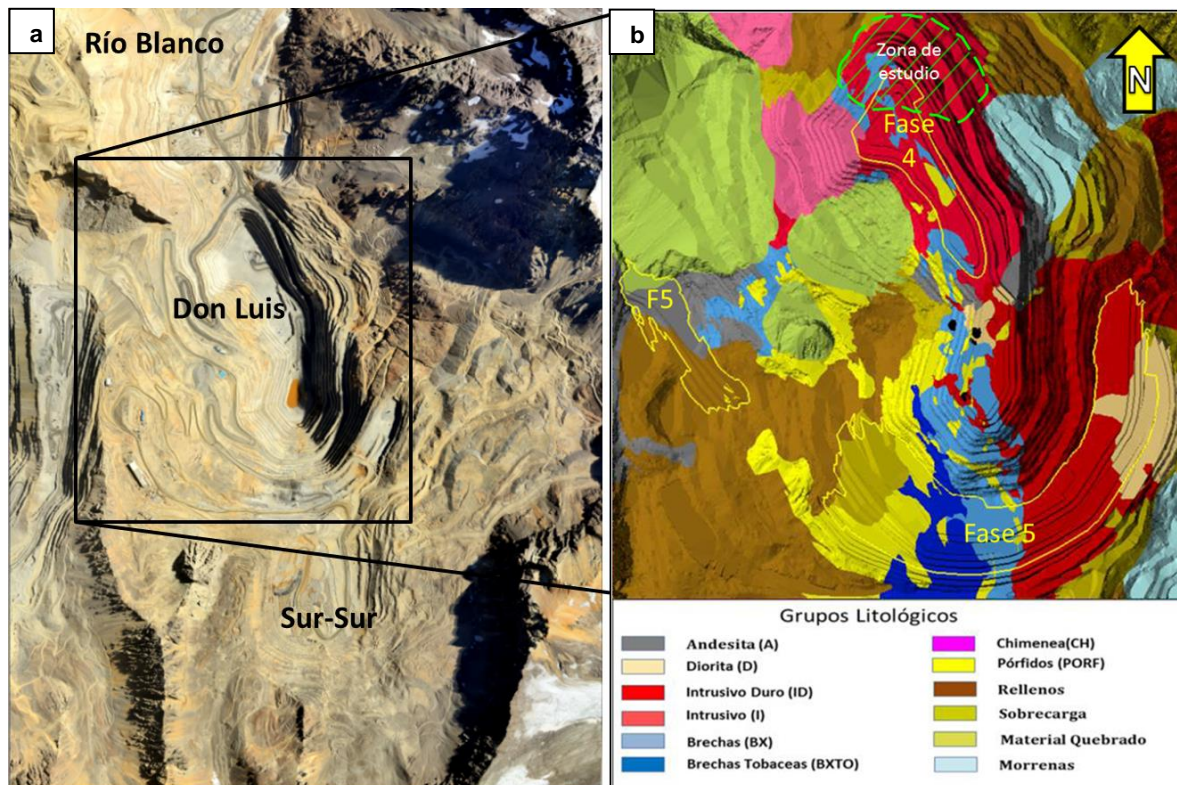 a
Río Blanco
Don Luis
Sur-Sur
b
Zona de
estudio
N
Fase
4
F5
Fase 5
Grupos Litológicos
Andesita (A)
Diorita (D)
Intrusivo Duro (ID)
Intrusivo (I)
Brechas (BX)
Brechas Tobaceas (BXTO)
Chimenea(CH)
Pórfidos (PORF)
Rellenos
Sobrecarga
Material Quebrado
Morrenas